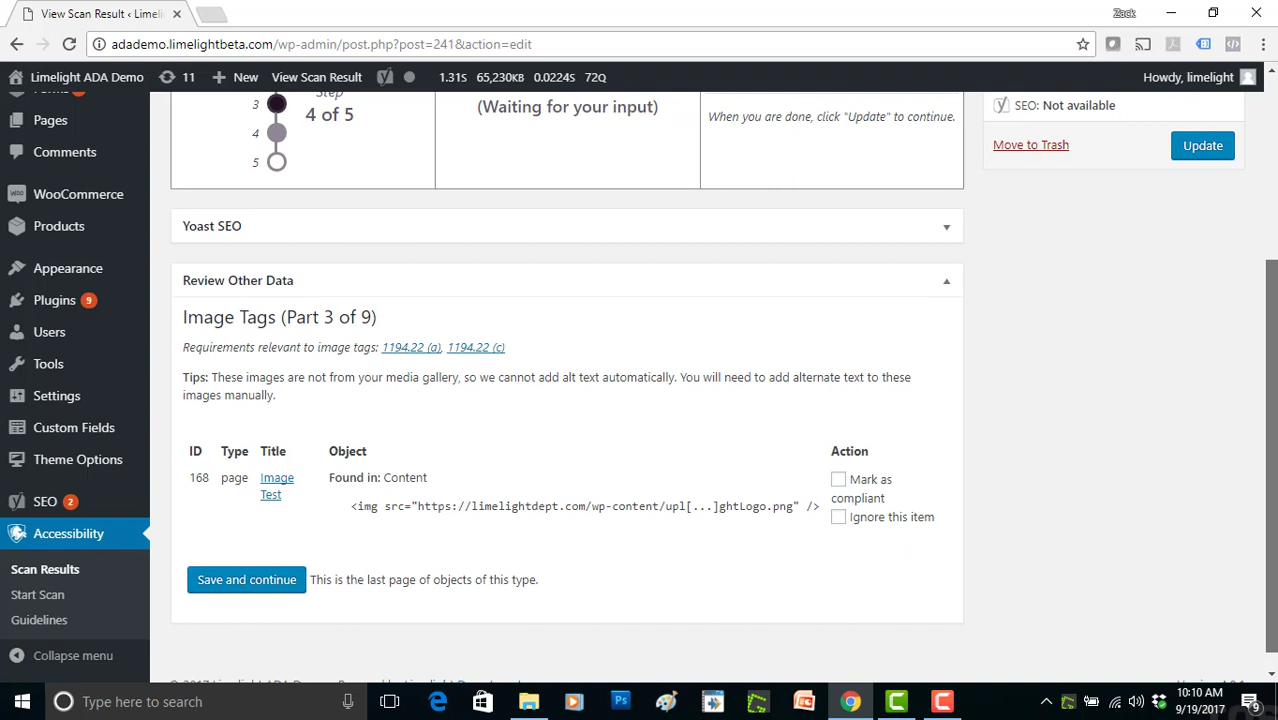 View Scan Result ‹ Limeli
Zack
adademo.limelightbeta.com/wp-admin/post.php?post=241&action=edit
Limelight ADA Demo
11
New
View Scan Result
1.31S
65,230KB
0.0224S
72Q
Howdy, limelight
Pages
Comments
WooCommerce
Products
Appearance
Plugins 9
Users
Tools
Settings
Custom Fields
Theme Options
SEO 2
Accessibility
Scan Results
Start Scan
Guidelines
Collapse menu
Step
3
4 of 5
4
5
(Waiting for your input)
When you are done, click "Update" to continue.
SEO: Not available
Move to Trash
Update
Yoast SEO
Review Other Data
Image Tags (Part 3 of 9)
Requirements relevant to image tags: 1194.22 (a), 1194.22 (c)
Tips: These images are not from your media gallery, so we cannot add alt text automatically. You will need to add alternate text to these
images manually.
ID Type Title Object Action
168 page Image
Test
Found in: Content
<img src="https://limelightdept.com/wp-content/upl[...]ghtLogo.png" />
Mark as
compliant
Ignore this item
Save and continue
This is the last page of objects of this type.
Type here to search
10:10 AM
9/19/2017
9